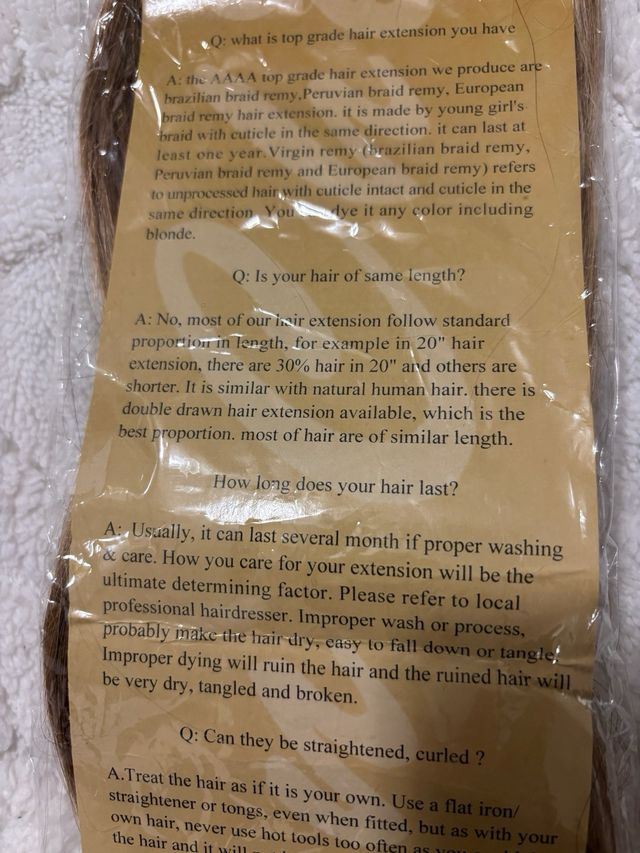 Q: what is top grade hair extension you have
A: the AAAA top grade hair extension we produce are
brazilian braid remy,Peruvian braid remy, European
braid remy hair extension. it is made by young girl's
braid with cuticle in the same direction. it can last at
least one year.Virgin remy (brazilian braid remy,
Peruvian braid remy and European braid remy) refers
to unprocessed hair with cuticle intact and cuticle in the
same direction. You dye it any color including
blonde.
Q: Is your hair of same length?
A: No, most of our hair extension follow standard
proportion in length, for example in 20" hair
extension, there are 30% hair in 20" and others are
shorter. It is similar with natural human hair. there is
double drawn hair extension available, which is the
best proportion. most of hair are of similar length.
How long does your hair last?
A: Usually, it can last several month if proper washing
& care. How you care for your extension will be the
ultimate determining factor. Please refer to local
professional hairdresser. Improper wash or process,
probably make the hair dry, easy to fall down or tangle.
Improper dying will ruin the hair and the ruined hair will
be very dry, tangled and broken.
Q: Can they be straightened, curled ?
A.Treat the hair as if it is your own. Use a flat iron/
straightener or tongs, even when fitted, but as with your
own hair, never use hot tools too often as
the hair and it